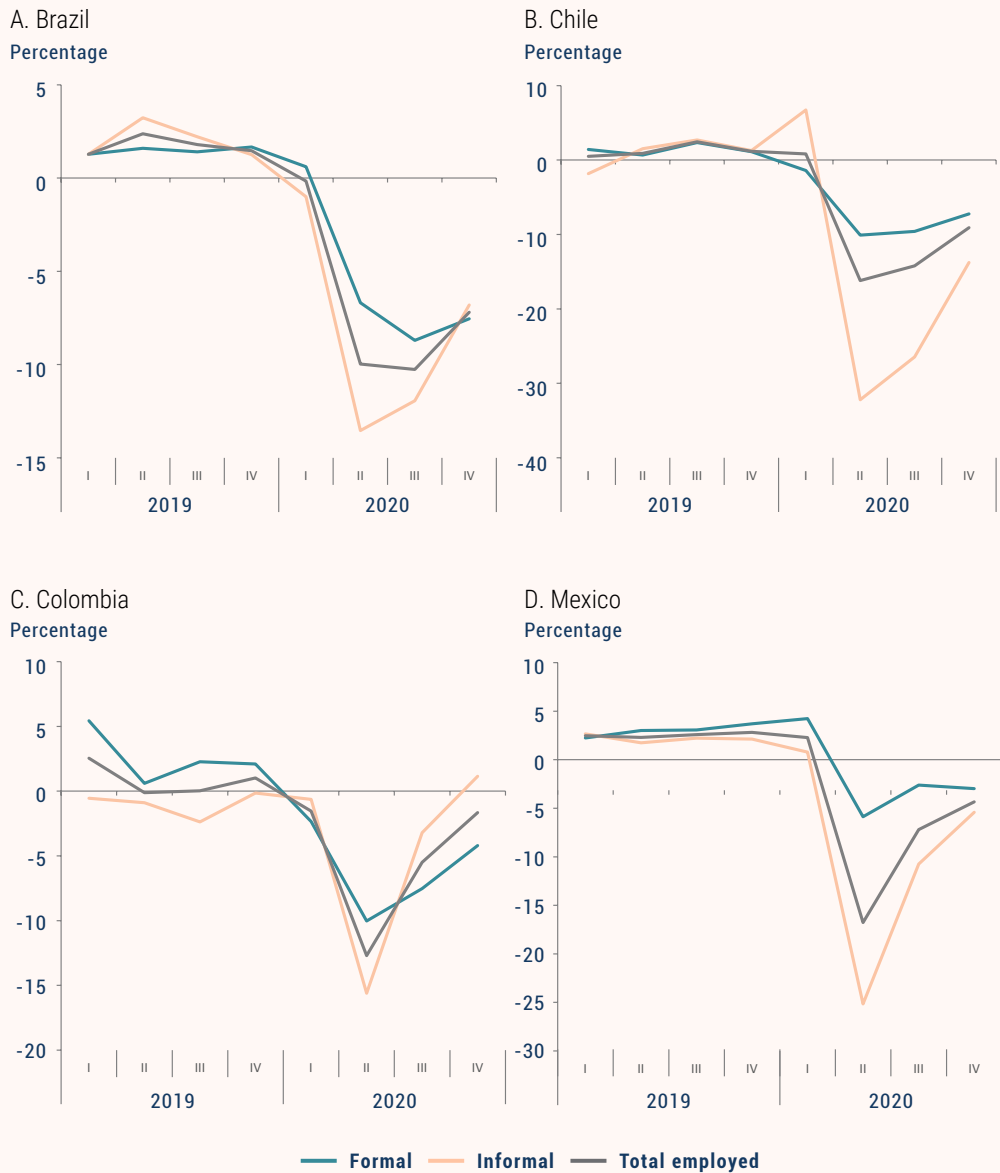 A. Brazil
Percentage
5
0
-5
-10
-15
I II III IV I II III IV
2019 2020
B. Chile
Percentage
10
0
-10
-20
-30
-40
I II III IV I II III IV
2019 2020
C. Colombia
Percentage
10
5
0
-5
-10
-15
-20
I II III IV I II III IV
2019 2020
D. Mexico
Percentage
10
5
0
-5
-10
-15
-20
-25
-30
I II III IV I II III IV
2019 2020
Formal Informal Total employed